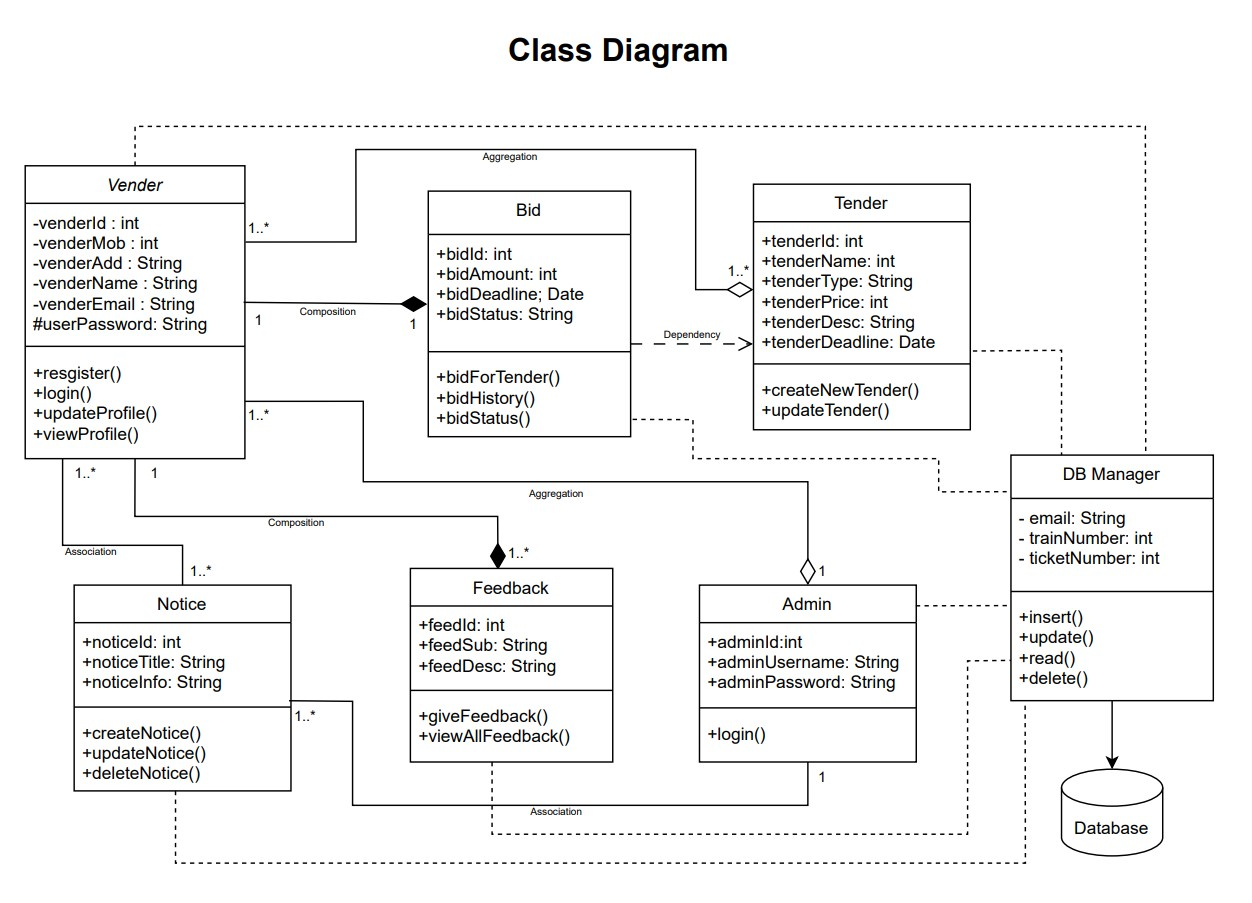 Class Diagram
Vender
-venderId : int
-venderMob : int
-venderAdd : String
-venderName : String
-venderEmail : String
#userPassword: String
+resgister()
+login()
+updateProfile()
+viewProfile()
1..*
Aggregation
1..*
1
Composition
1
Bid
+bidId: int
+bidAmount: int
+bidDeadline; Date
+bidStatus: String
+bidForTender()
+bidHistory()
+bidStatus()
Dependency
Tender
+tenderId: int
+tenderName: int
+tenderType: String
+tenderPrice: int
+tenderDesc: String
+tenderDeadline: Date
+createNewTender()
+updateTender()
1..*
Aggregation
1
1..*
Association
1..*
1
Composition
1..*
DB Manager
- email: String
- trainNumber: int
- ticketNumber: int
+insert()
+update()
+read()
+delete()
Notice
+noticeId: int
+noticeTitle: String
+noticeInfo: String
+createNotice()
+updateNotice()
+deleteNotice()
Feedback
+feedId: int
+feedSub: String
+feedDesc: String
+giveFeedback()
+viewAllFeedback()
Admin
+adminId:int
+adminUsername: String
+adminPassword: String
+login()
1..*
Association
1
Database